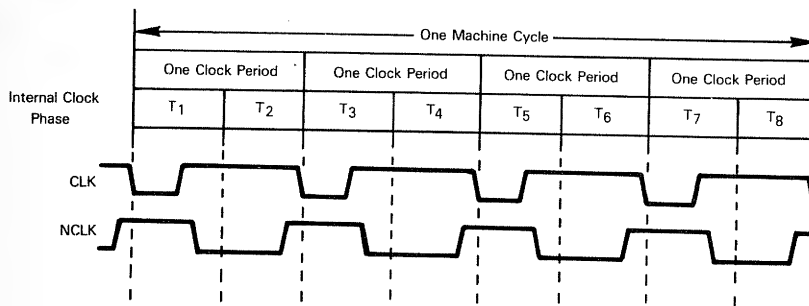 One Machine Cycle
One Clock Period One Clock Period One Clock Period One Clock Period
Internal Clock
Phase
T1 T2 T3 T4 T5 T6 T7 T8
CLK
NCLK